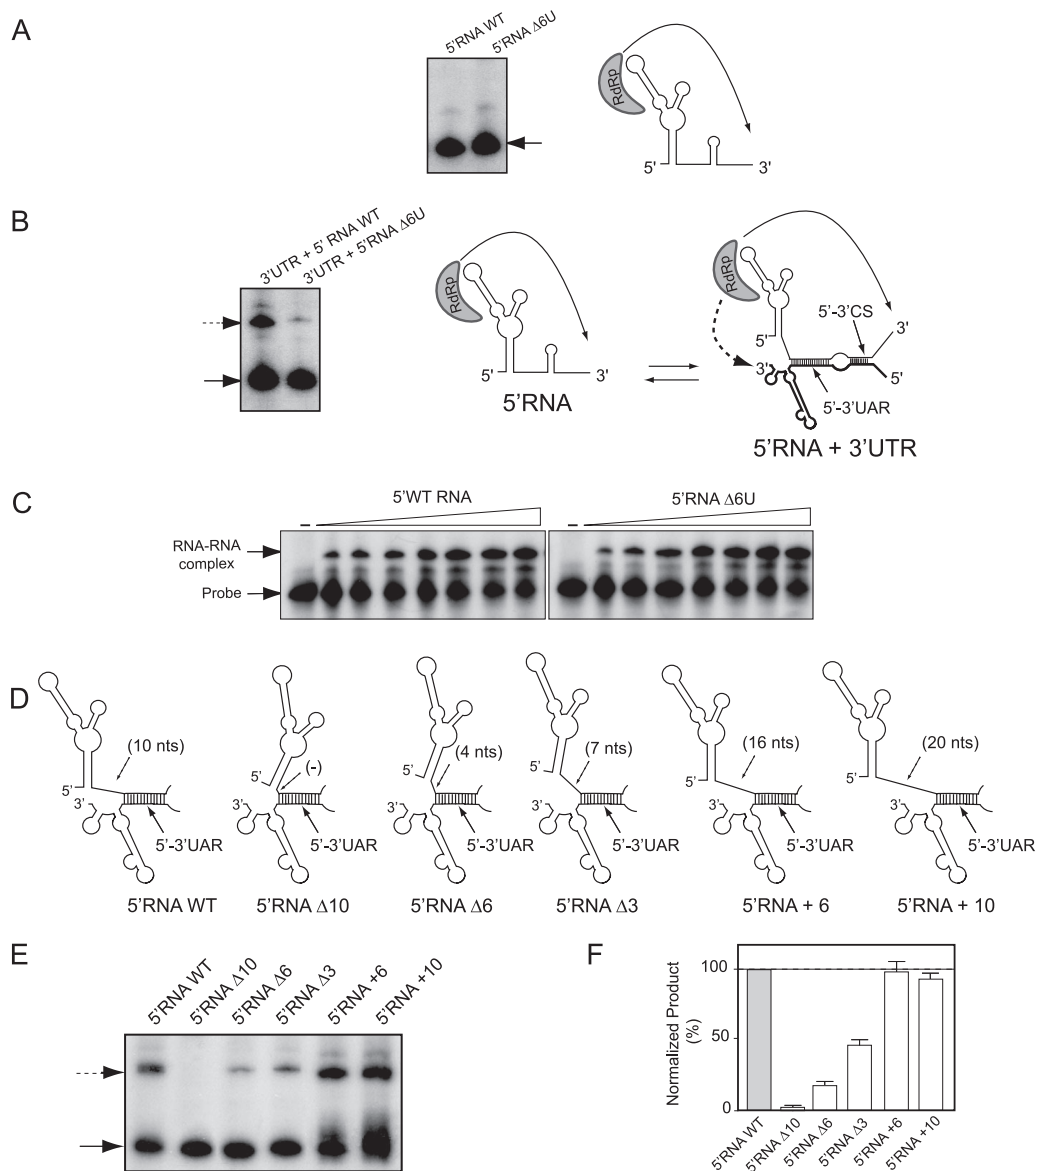 A
5'RNA WT
5'RNA Δ6U
RdRp
5'
3'
B
3'UTR + 5' RNA WT
3'UTR + 5'RNA Δ6U
RdRp
5'
3'
5'RNA
RdRp
5'-3'CS
3'
5'
3'
5'
5'-3'UAR
5'RNA + 3'UTR
C
5'WT RNA
5'RNA Δ6U
–
–
RNA-RNA
complex
Probe
D
(10 nts)
5'
3'
5'-3'UAR
5'RNA WT
(-)
5'
3'
5'-3'UAR
5'RNA Δ10
(4 nts)
5'
3'
5'-3'UAR
5'RNA Δ6
(7 nts)
5'
3'
5'-3'UAR
5'RNA Δ3
(16 nts)
5'
3'
5'-3'UAR
5'RNA + 6
(20 nts)
5'
3'
5'-3'UAR
5'RNA + 10
E
5'RNA WT
5'RNA Δ10
5'RNA Δ6
5'RNA Δ3
5'RNA +6
5'RNA +10
F
Normalized Product
(%)
100
50
0
5'RNA WT
5'RNA Δ10
5'RNA Δ6
5'RNA Δ3
5'RNA +6
5'RNA +10